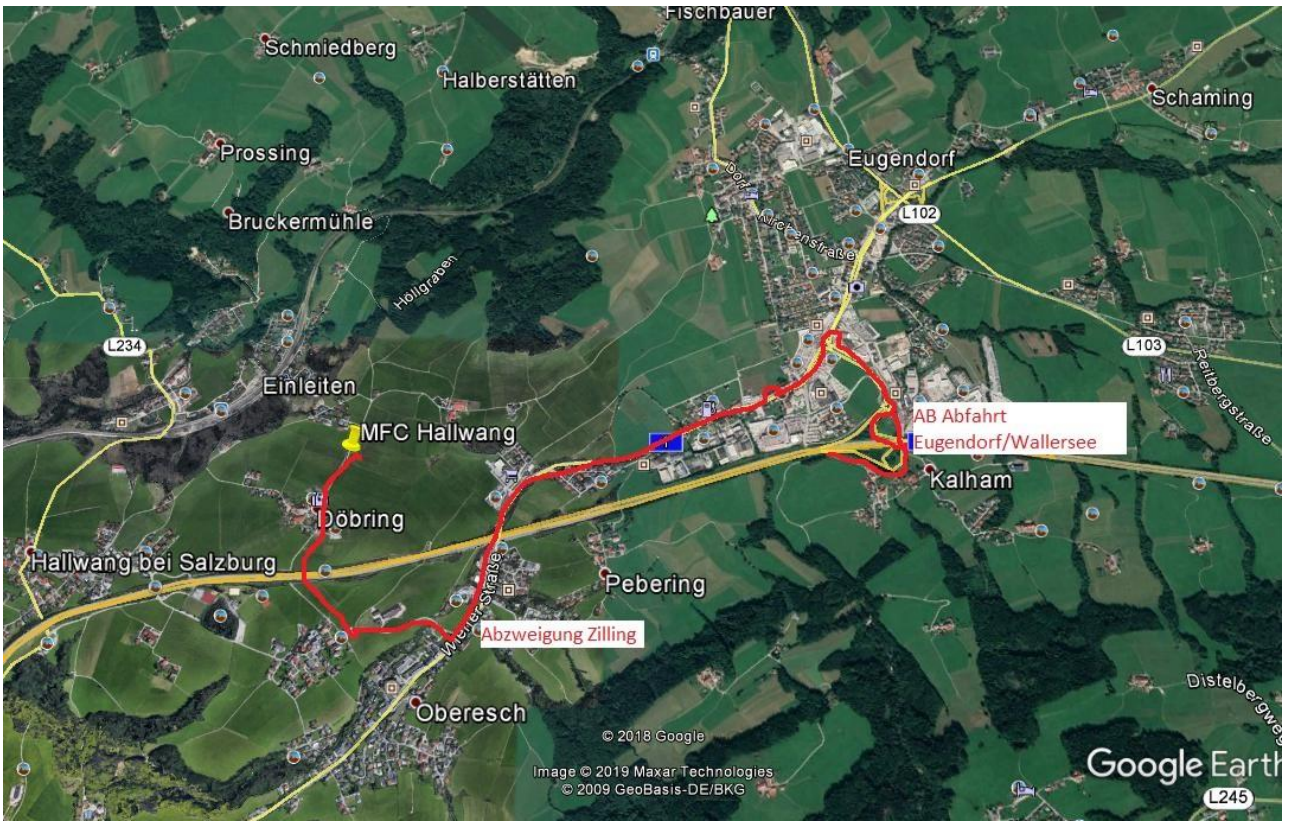 Fischbauer
Schmiedberg
Halberstätten
Schaming
Prossing
Eugendorf
Dorf
Kirchenstraße
L102
Bruckermühle
Höllgraben
L234
L103
Reitbergstraße
Einleiten
AB Abfahrt
Eugendorf/Wallersee
MFC Hallwang
Kalham
Döbring
Hallwang bei Salzburg
Wiener Straße
Pebering
Abzweigung Zilling
Oberesch
Distelbergweg
© 2018 Google
Image © 2019 Maxar Technologies
© 2009 GeoBasis-DE/BKG
Google Earth
L245